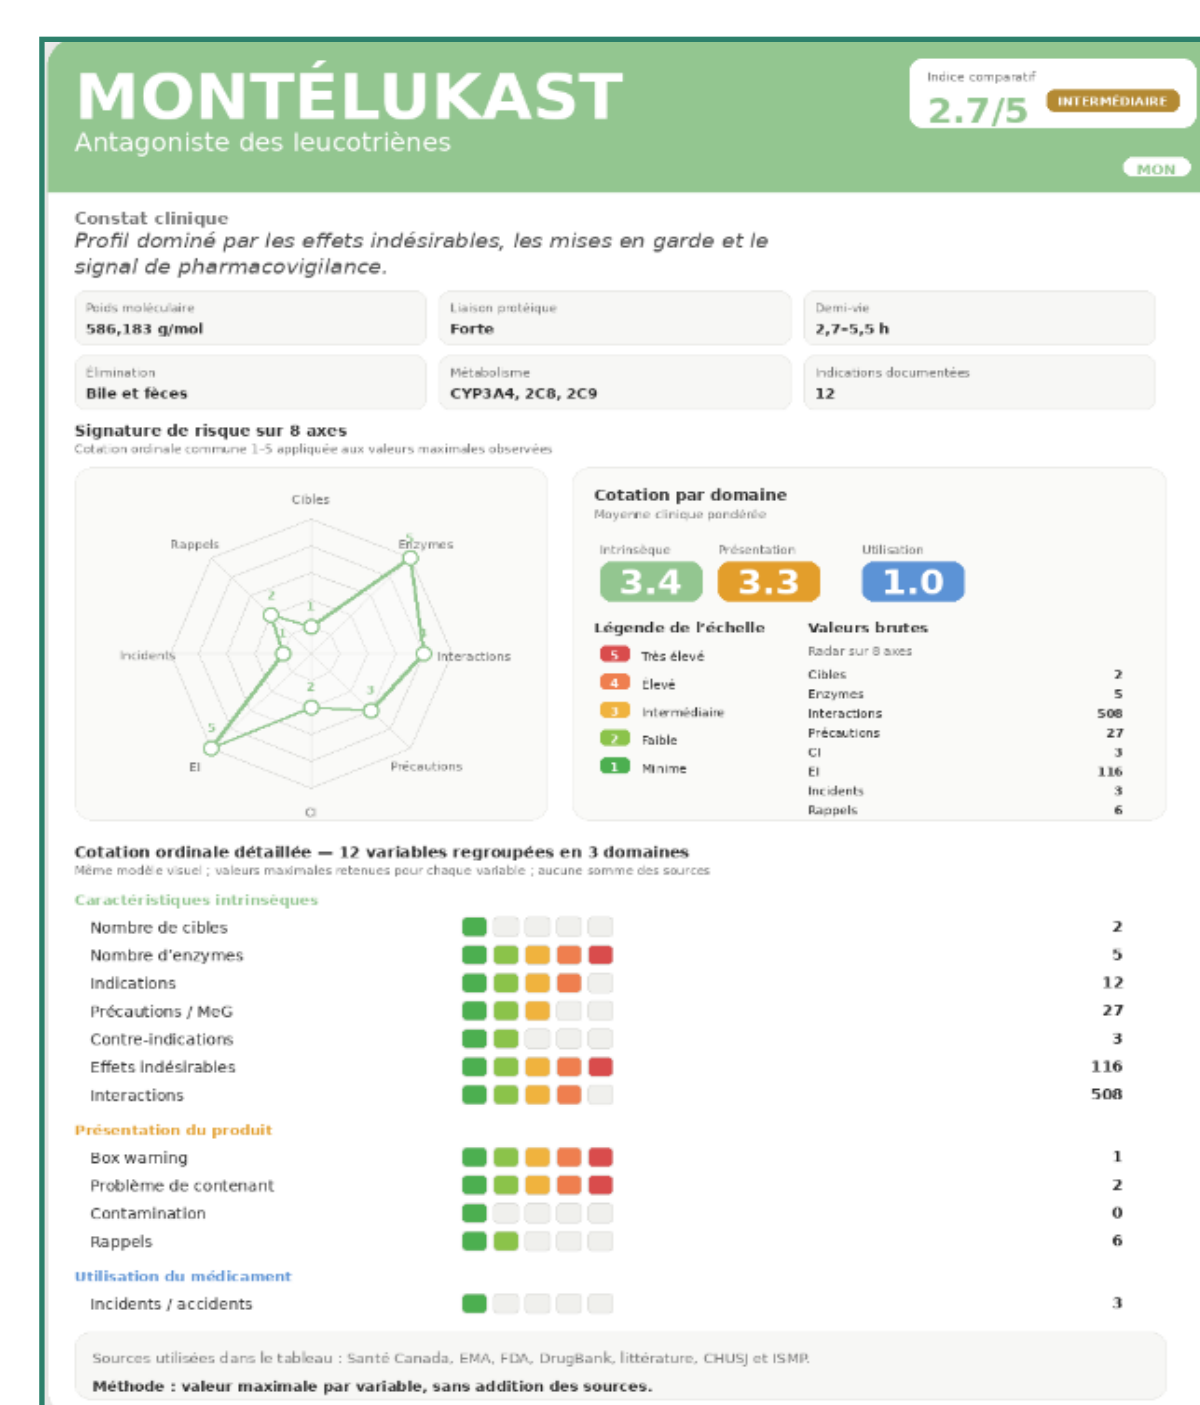 MONTÉLUKAST
Antagoniste des leucotriènes
Indice comparatif
2.7/5 INTERMÉDIAIRE
MON
Constat clinique
Profil dominé par les effets indésirables, les mises en garde et le
signal de pharmacovigilance.
Poids moléculaire
586,183 g/mol
Liaison protéique
Forte
Demi-vie
2,7–5,5 h
Élimination
Bile et fèces
Métabolisme
CYP3A4, 2C8, 2C9
Indications documentées
12
Signature de risque sur 8 axes
Cotation ordinale commune 1–5 appliquée aux valeurs maximales observées
Cibles
Rappels
Enzymes
5
2
1
1
Incidents
Interactions
2
3
5
EI
Précautions
CI
Cotation par domaine
Moyenne clinique pondérée
Intrinsèque Présentation Utilisation
3.4 3.3 1.0
Légende de l'échelle
5 Très élevé
4 Élevé
3 Intermédiaire
2 Faible
1 Minime
Valeurs brutes
Radar sur 8 axes
Cibles 2
Enzymes 5
Interactions 508
Précautions 27
CI 3
EI 116
Incidents 3
Rappels 6
Cotation ordinale détaillée — 12 variables regroupées en 3 domaines
Même modèle visuel ; valeurs maximales retenues pour chaque variable ; aucune somme des sources
Caractéristiques intrinsèques
Nombre de cibles 2
Nombre d'enzymes 5
Indications 12
Précautions / MeG 27
Contre-indications 3
Effets indésirables 116
Interactions 508
Présentation du produit
Box warning 1
Problème de contenant 2
Contamination 0
Rappels 6
Utilisation du médicament
Incidents / accidents 3
Sources utilisées dans le tableau : Santé Canada, EMA, FDA, DrugBank, littérature, CHUSJ et ISMP.
Méthode : valeur maximale par variable, sans addition des sources.